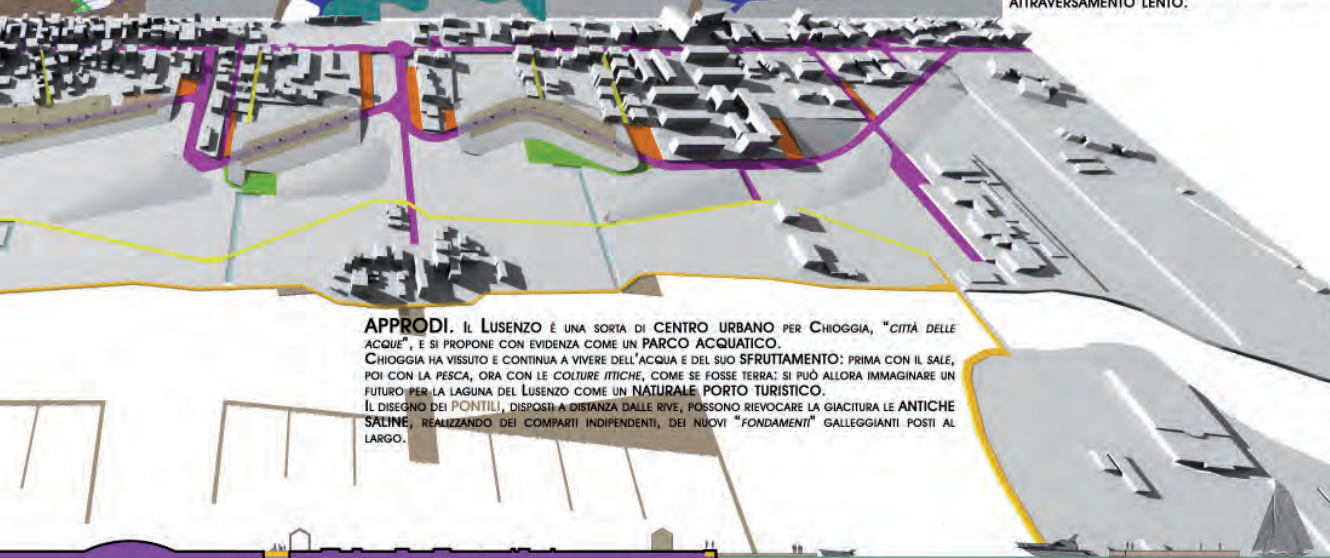 ATTRAVERSAMENTO LENTO.
APPRODI. IL LUSENZO È UNA SORTA DI CENTRO URBANO PER CHIOGGIA, "CITTÀ DELLE
ACQUE", E SI PROPONE CON EVIDENZA COME UN PARCO ACQUATICO.
CHIOGGIA HA VISSUTO E CONTINUA A VIVERE DELL'ACQUA E DEL SUO SFRUTTAMENTO: PRIMA CON IL SALE,
POI CON LA PESCA, ORA CON LE COLTURE ITTICHE, COME SE FOSSE TERRA: SI PUÒ ALLORA IMMAGINARE UN
FUTURO PER LA LAGUNA DEL LUSENZO COME UN NATURALE PORTO TURISTICO.
IL DISEGNO DEI PONTILI, DISPOSTI A DISTANZA DALLE RIVE, POSSONO RIEVOCARE LA GIACITURA LE ANTICHE
SALINE, REALIZZANDO DEI COMPARTI INDIPENDENTI, DEI NUOVI "FONDAMENTI" GALLEGGIANTI POSTI AL
LARGO.